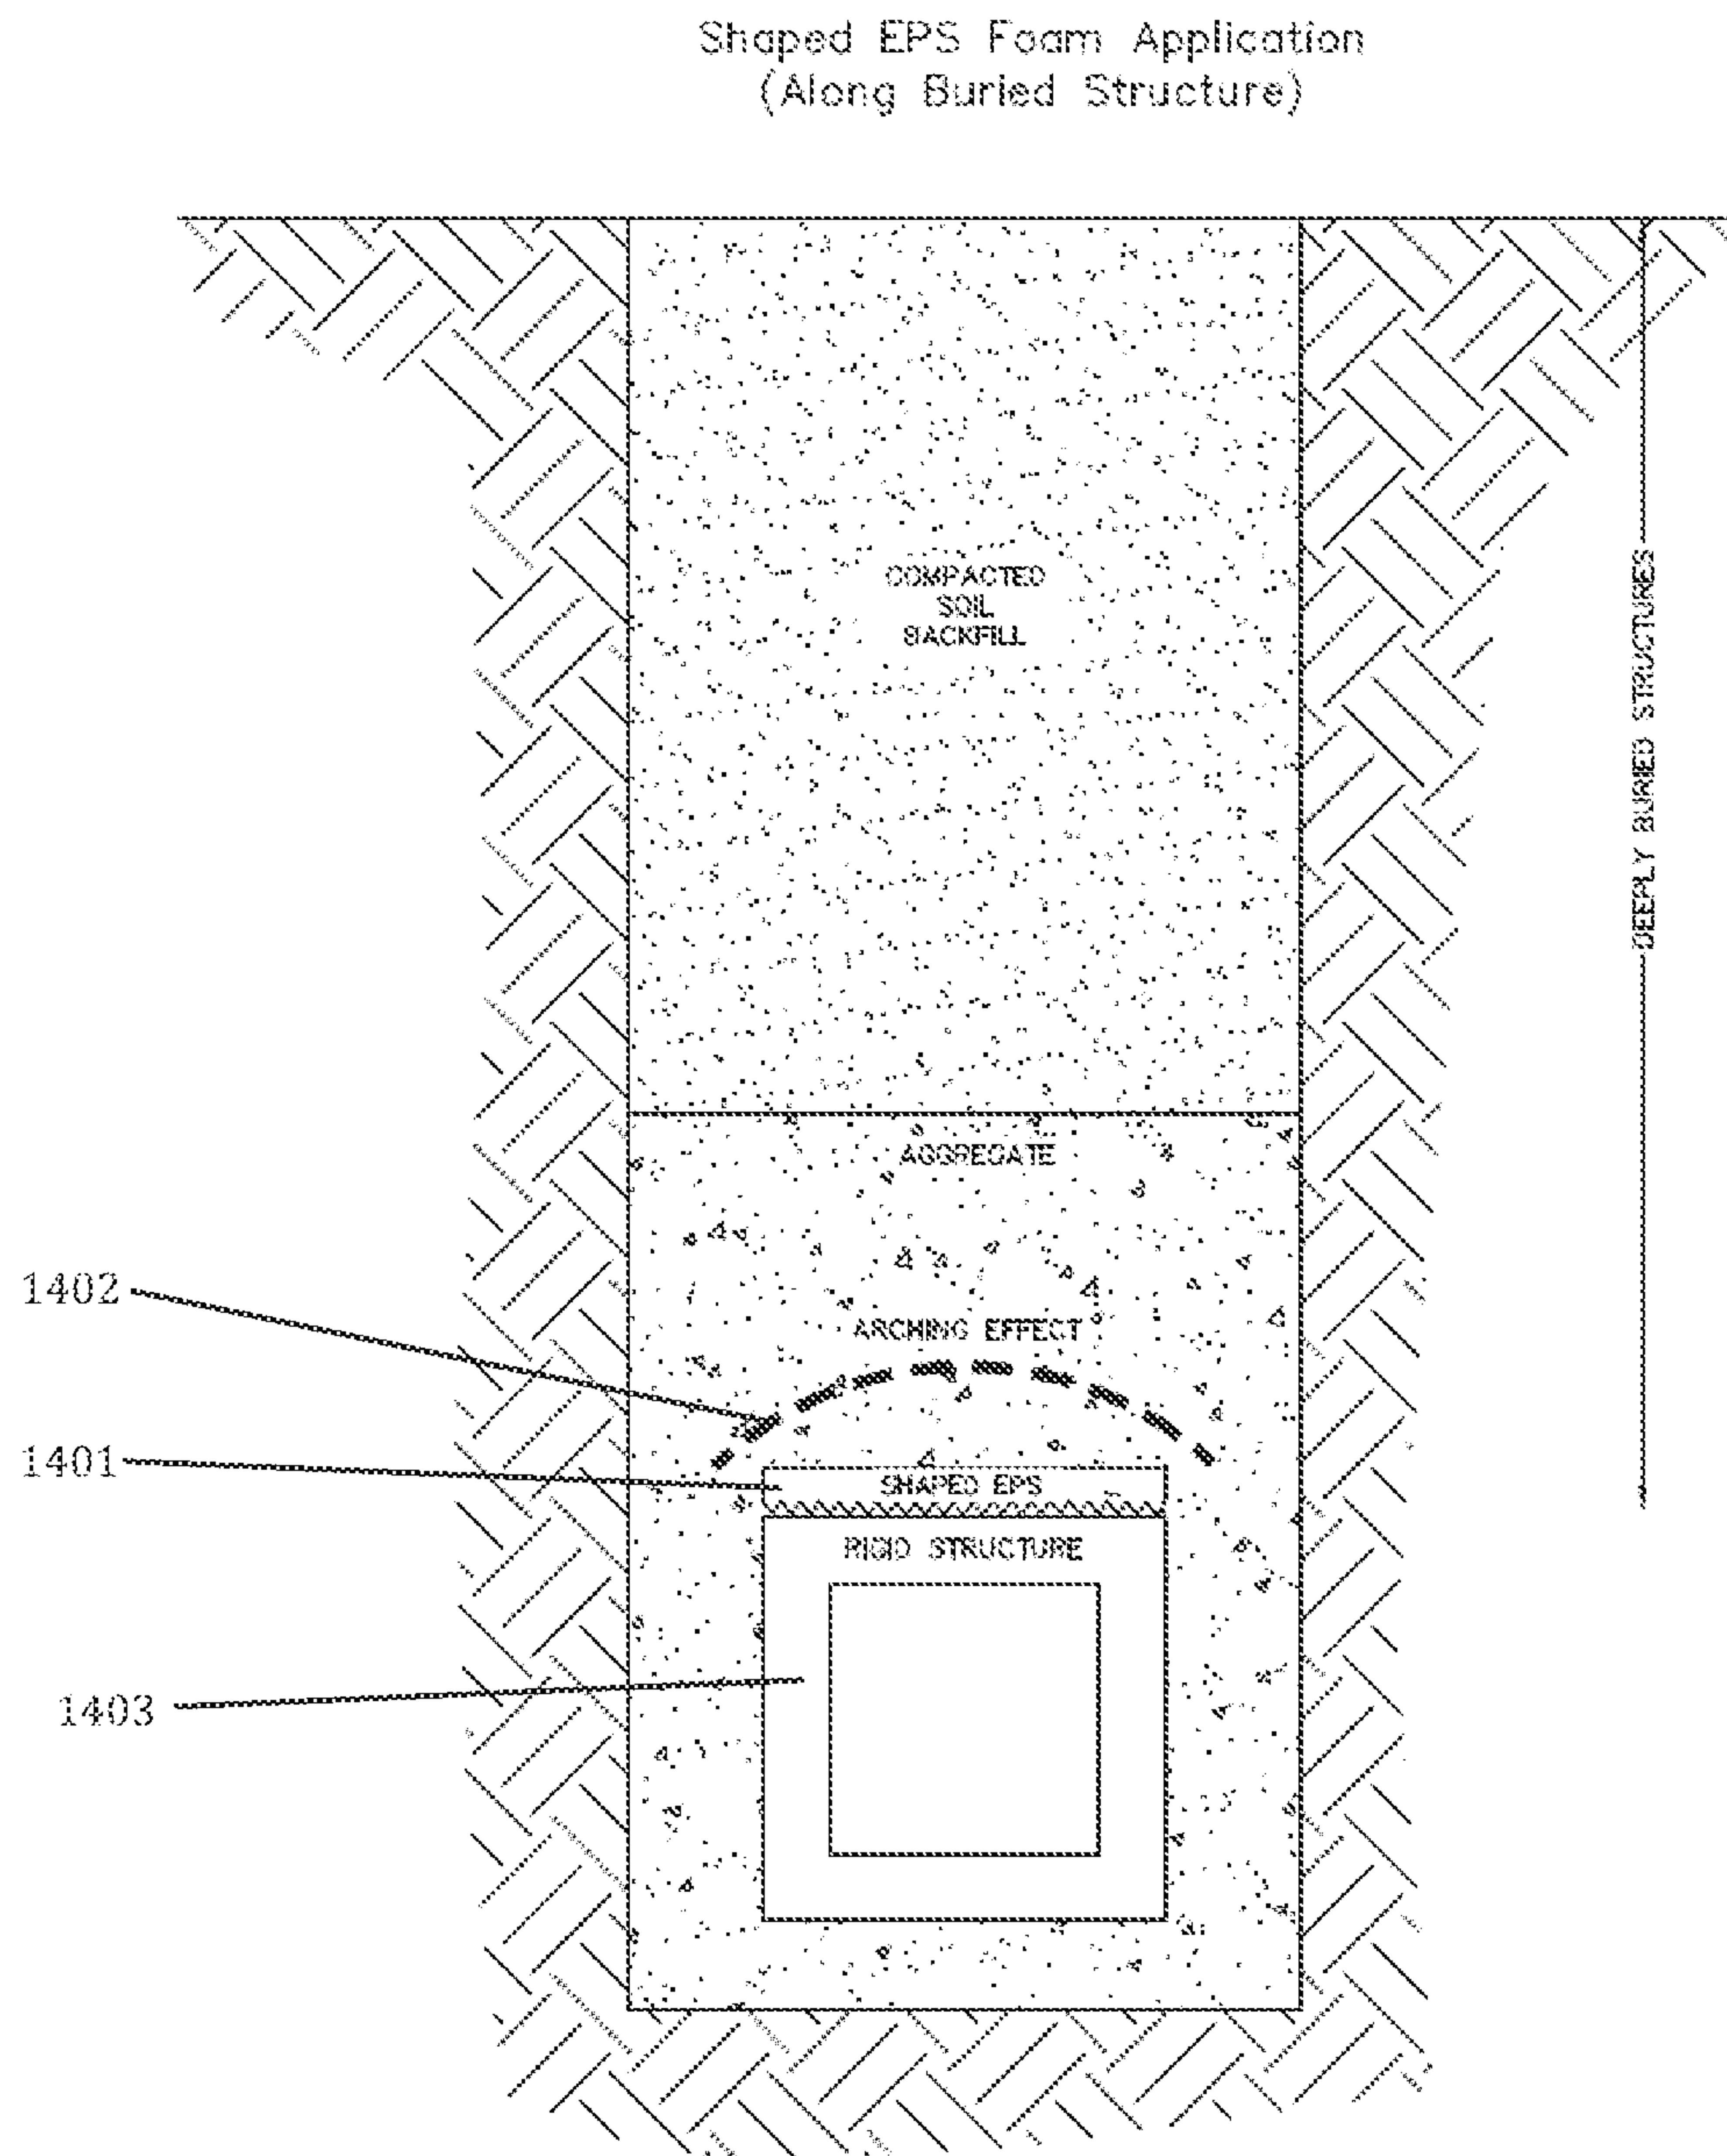 Shaped EPS Foam Application
(Along Buried Structure)
COMPACTED
SOIL
BACKFILL
DEEPLY BURIED STRUCTURES
AGGREGATE
1402
ARCHING EFFECT
1401
SHAPED EPS
RIGID STRUCTURE
1403